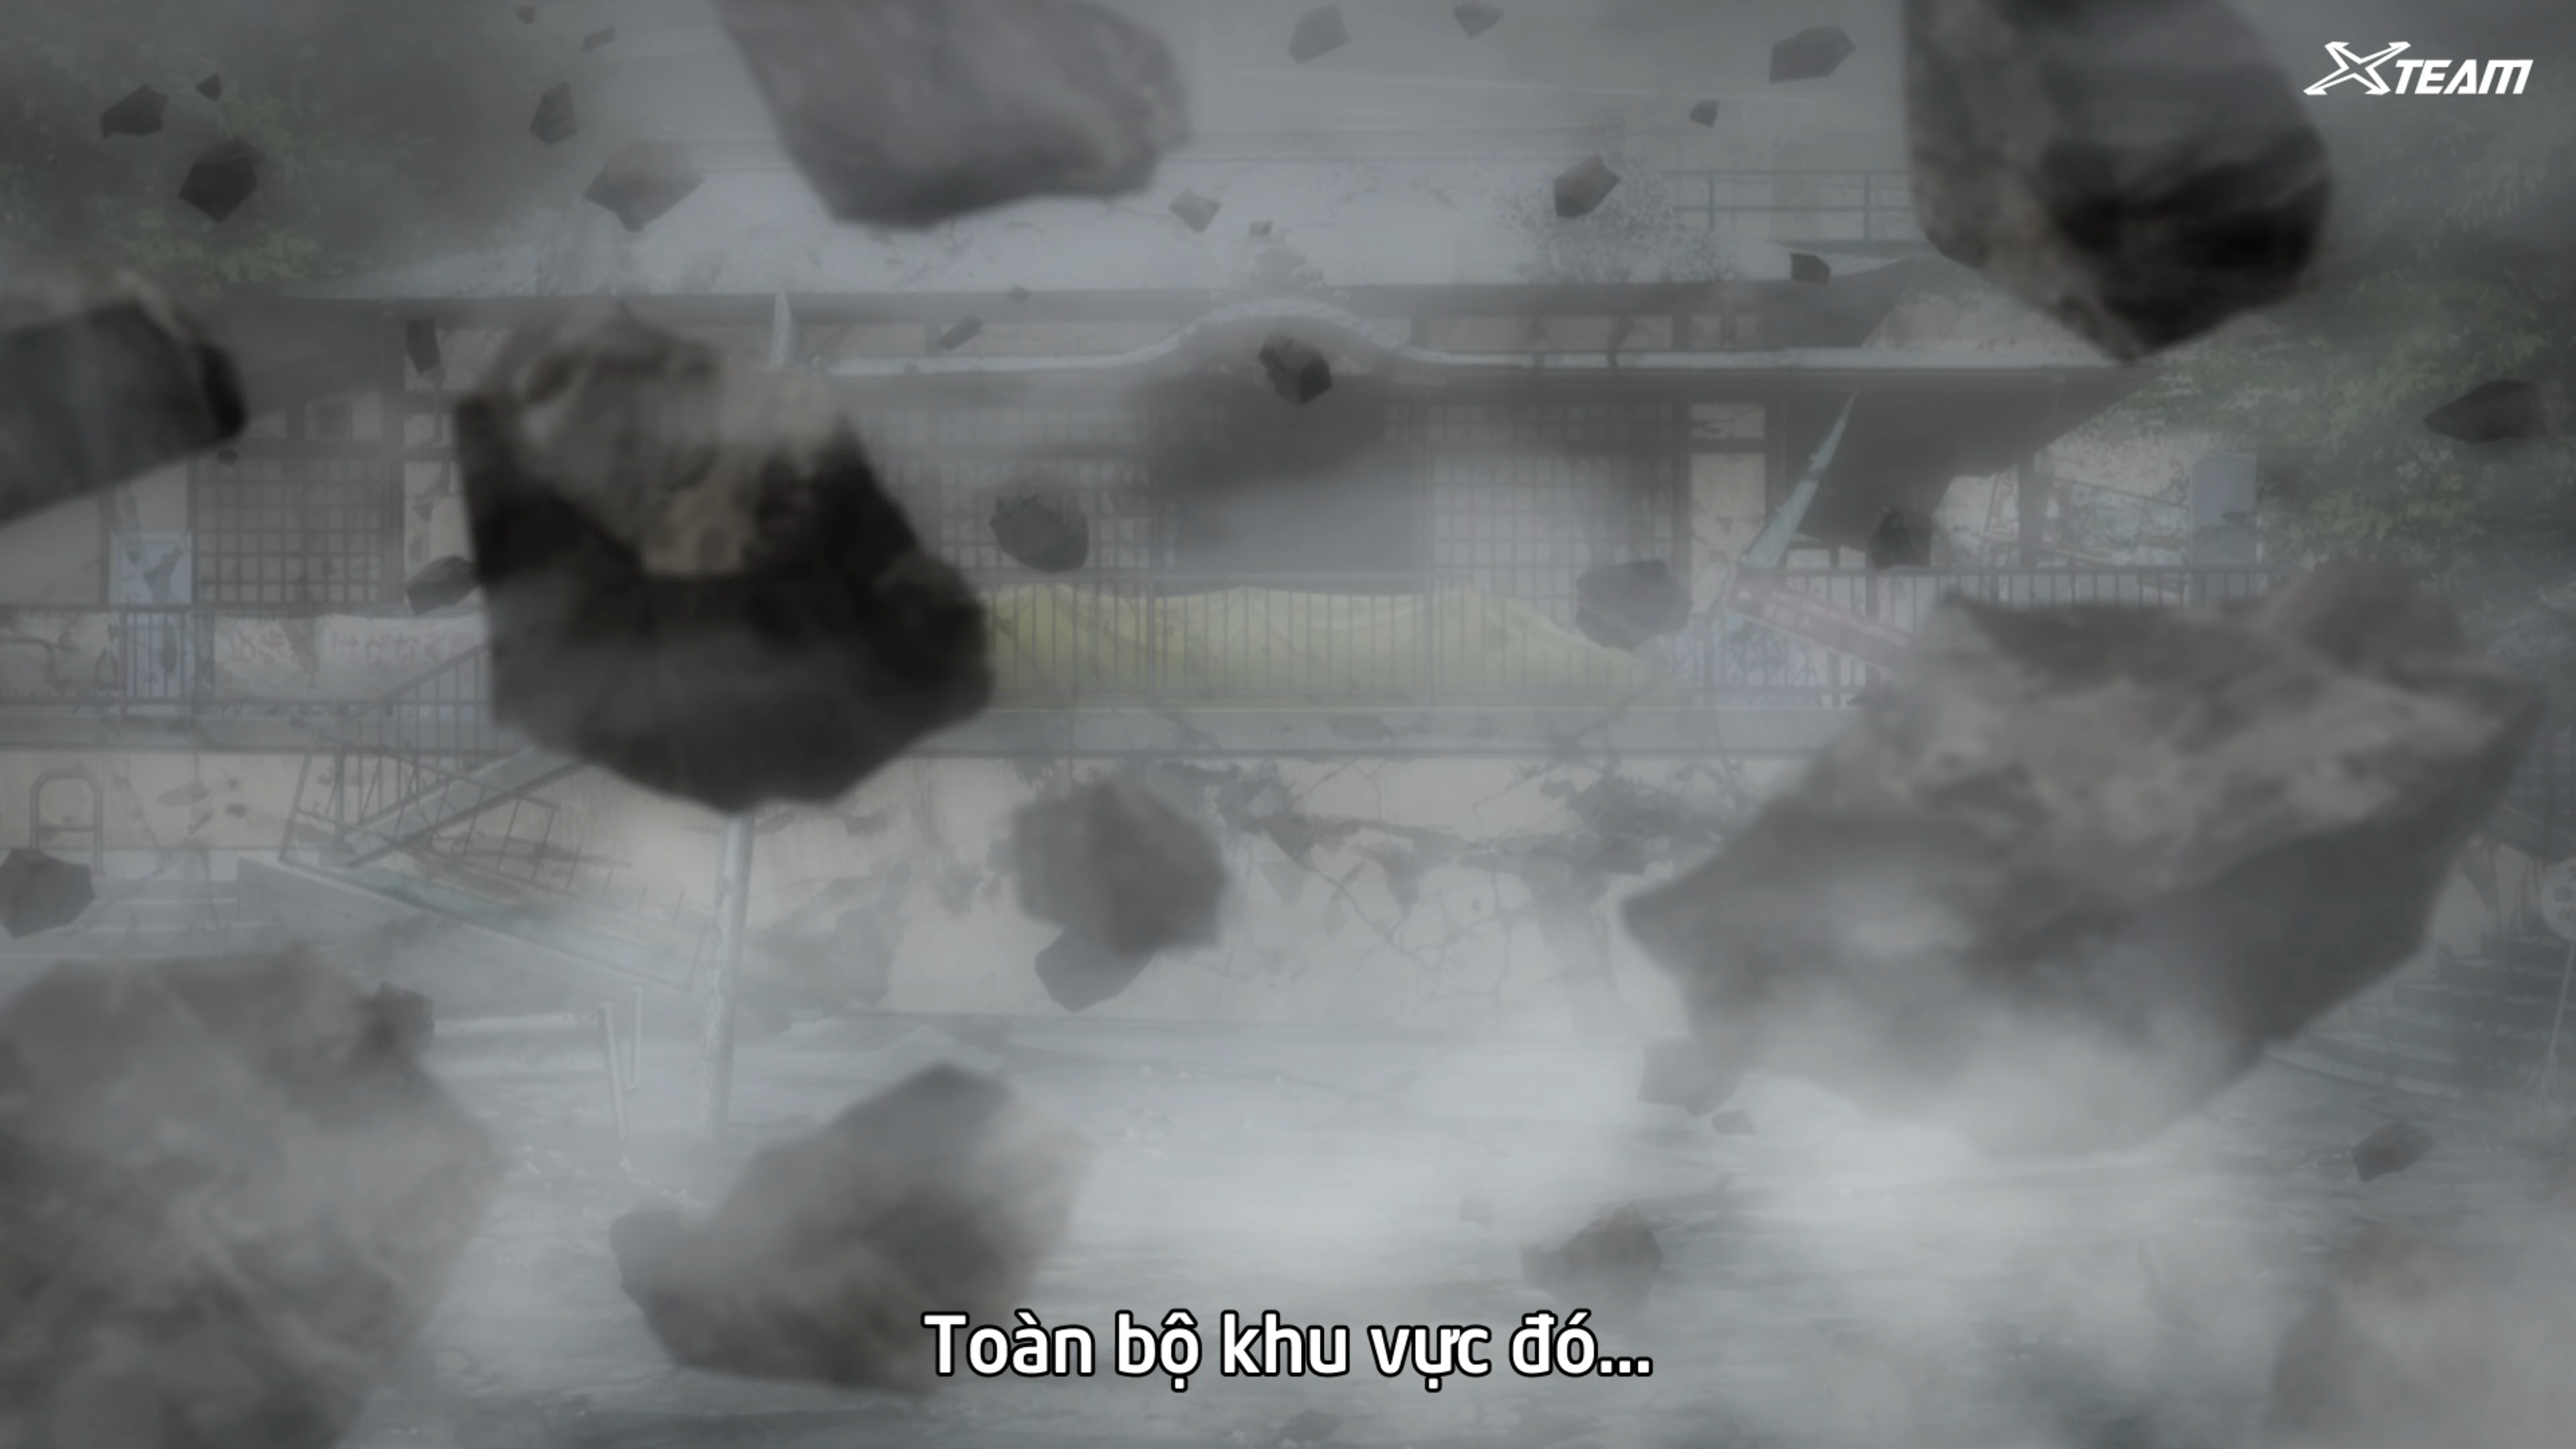 XTEAM
Toàn bộ khu vực đó...